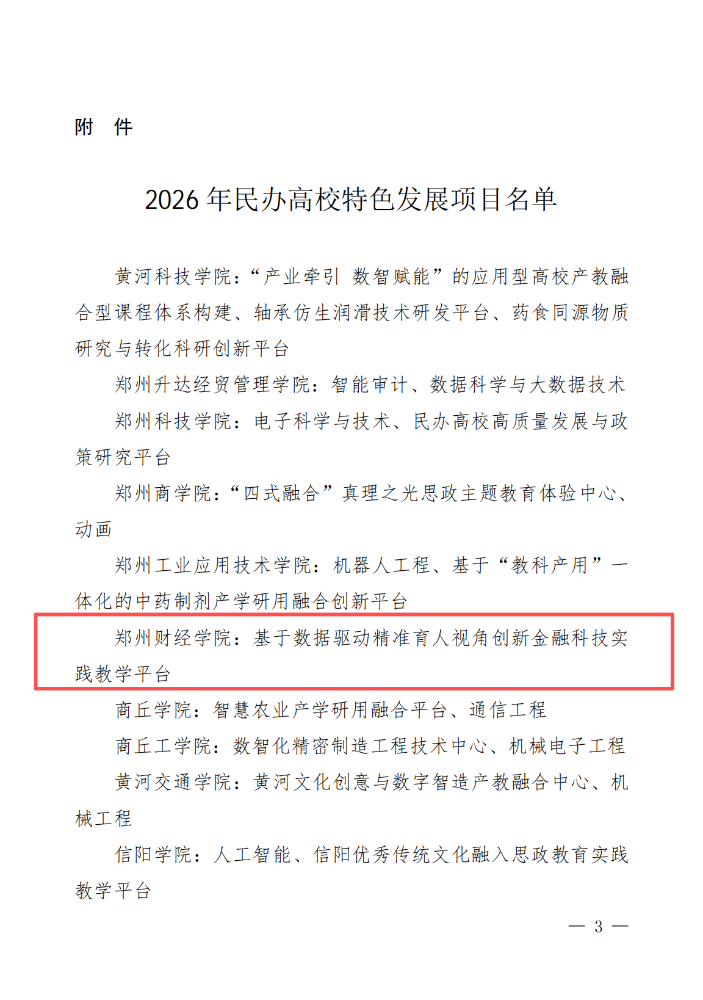 附 件
2026 年民办高校特色发展项目名单
黄河科技学院：“产业牵引 数智赋能”的应用型高校产教融
合型课程体系构建、轴承仿生润滑技术研发平台、药食同源物质
研究与转化科研创新平台
郑州升达经贸管理学院：智能审计、数据科学与大数据技术
郑州科技学院：电子科学与技术、民办高校高质量发展与政
策研究平台
郑州商学院：“四式融合”真理之光思政主题教育体验中心、
动画
郑州工业应用技术学院：机器人工程、基于“教科产用”一
体化的中药制剂产学研用融合创新平台
郑州财经学院：基于数据驱动精准育人视角创新金融科技实
践教学平台
商丘学院：智慧农业产学研用融合平台、通信工程
商丘工学院：数智化精密制造工程技术中心、机械电子工程
黄河交通学院：黄河文化创意与数字智造产教融合中心、机
械工程
信阳学院：人工智能、信阳优秀传统文化融入思政教育实践
教学平台
— 3 —